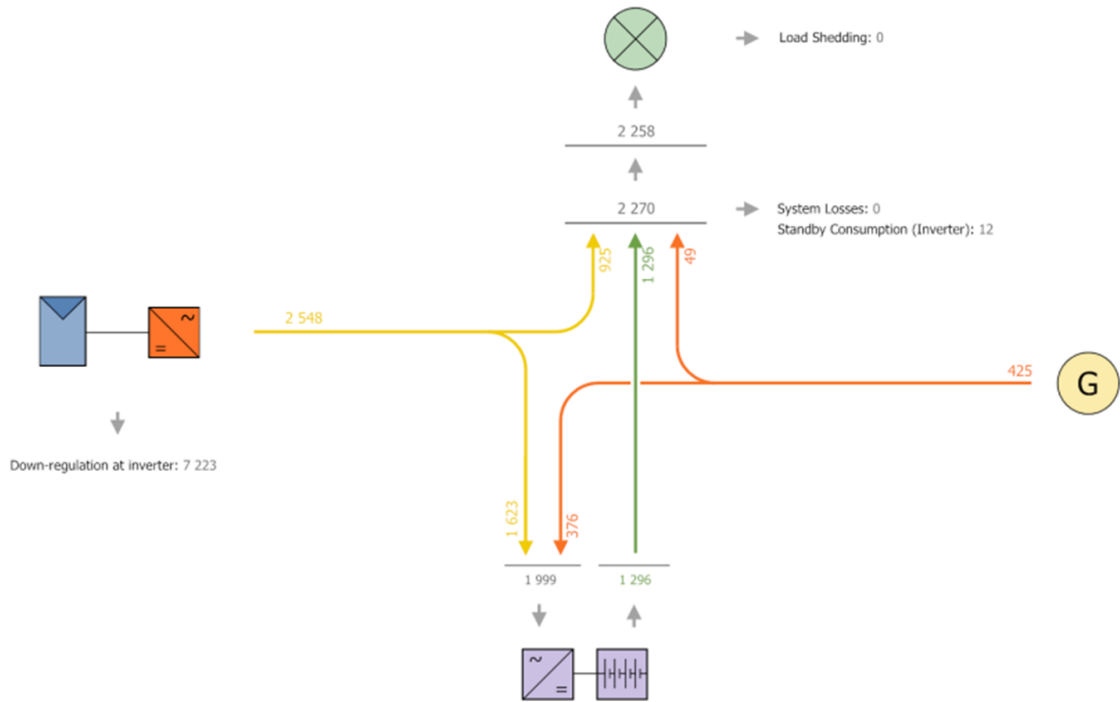 Load Shedding: 0
2 258
2 270
System Losses: 0
Standby Consumption (Inverter): 12
925
1 296
49
2 548
425
G
Down-regulation at inverter: 7 223
1 623
376
1 999
1 296